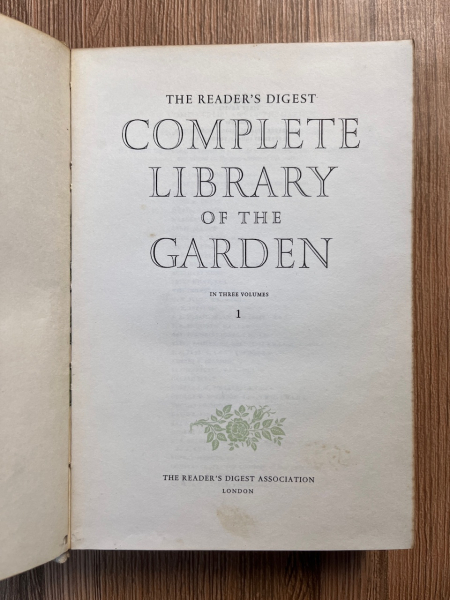 THE READER'S DIGEST
COMPLETE
LIBRARY
OF THE
GARDEN
IN THREE VOLUMES
1
THE READER'S DIGEST ASSOCIATION
LONDON